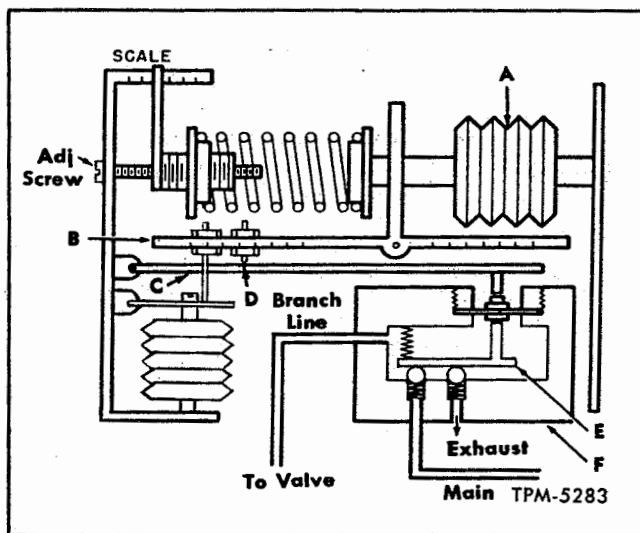 SCALE
A
Adj
Screw
B
C
D
Branch
Line
E
Exhaust
F
To Valve
Main
TPM-5283